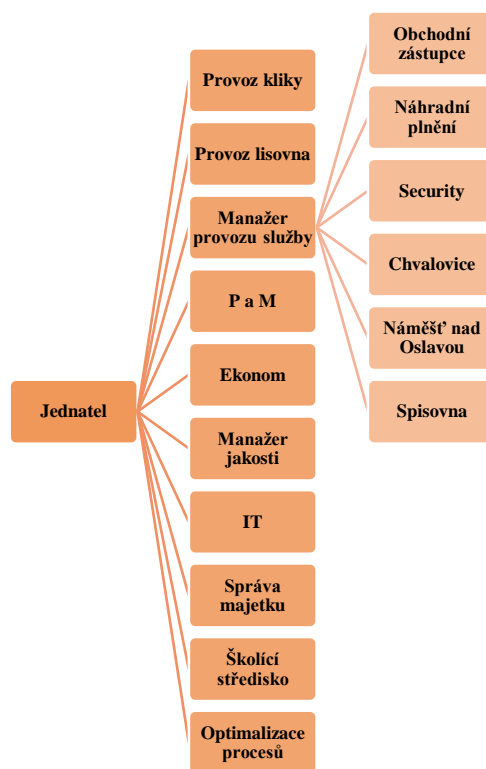 Jednatel
Provoz kliky
Provoz lisovna
Manažer
provozu služby
P a M
Ekonom
Manažer
jakosti
IT
Správa
majetku
Školící
středisko
Optimalizace
procesů
Obchodní
zástupce
Náhradní
plnění
Security
Chvalovice
Náměšť nad
Oslavou
Spisovna